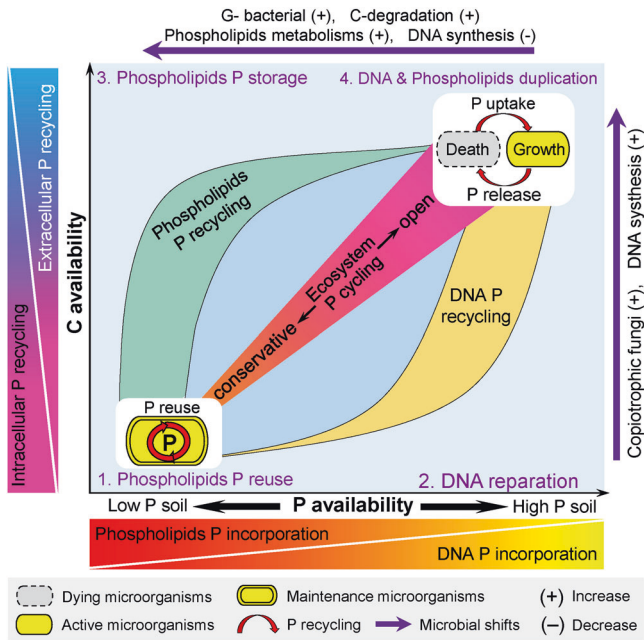 G- bacterial (+), C-degradation (+)
Phospholipids metabolisms (+), DNA synthesis (-)
3. Phospholipids P storage
4. DNA & Phospholipids duplication
P uptake
Death
Growth
P release
Extracellular P recycling
Intracellular P recycling
C availability
Phospholipids
P recycling
Ecosystem
P cycling
open
conservative
DNA P
recycling
Copiotrophic fungi (+), DNA synthesis (+)
P reuse
P
1. Phospholipids P reuse
2. DNA reparation
Low P soil
P availability
High P soil
Phospholipids P incorporation
DNA P incorporation
Dying microorganisms
Maintenance microorganisms
(+) Increase
Active microorganisms
P recycling
Microbial shifts
(−) Decrease